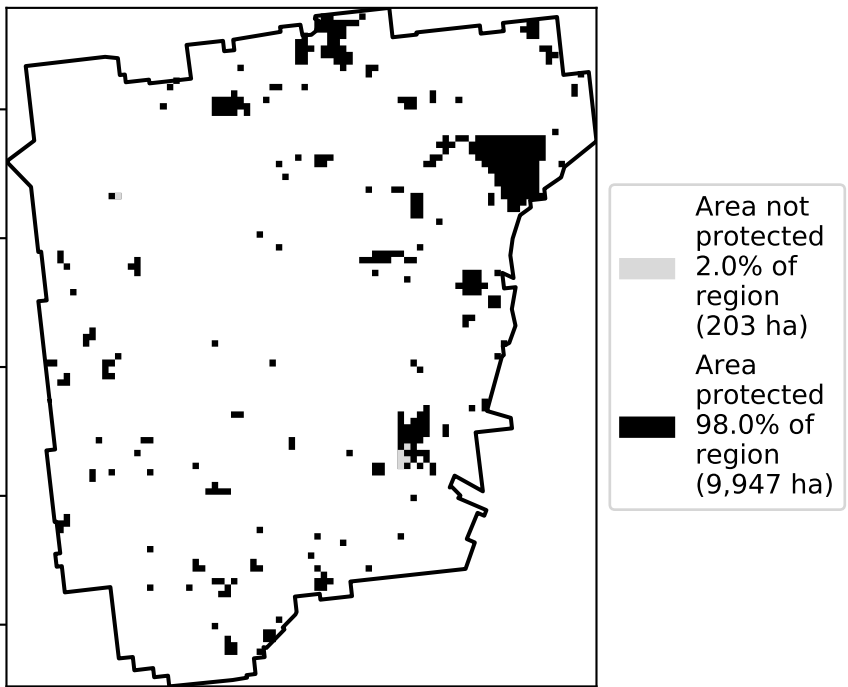 Area not
protected
2.0% of
region
(203 ha)
Area
protected
98.0% of
region
(9,947 ha)